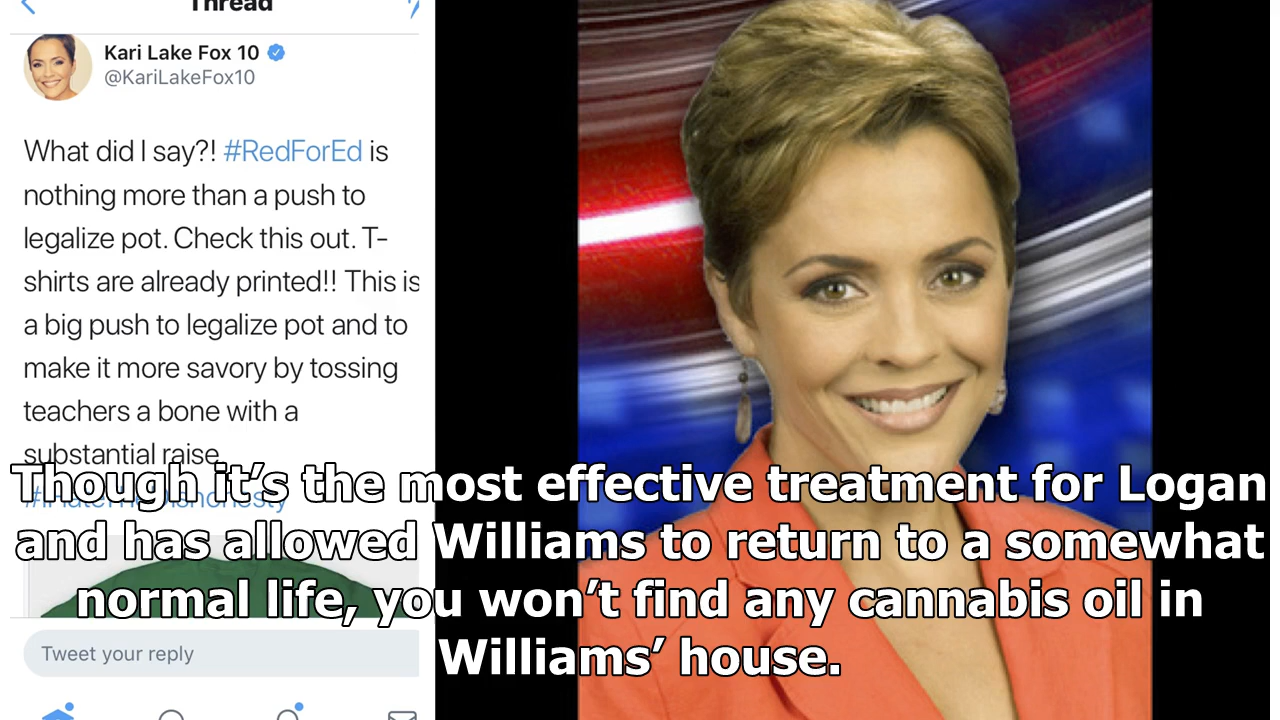 Thread
Kari Lake Fox 10
@KariLakeFox10
What did I say?! #RedForEd is
nothing more than a push to
legalize pot. Check this out. T-
shirts are already printed!! This is
a big push to legalize pot and to
make it more savory by tossing
teachers a bone with a
substantial raise.
Though it’s the most effective treatment for Logan
and has allowed Williams to return to a somewhat
normal life, you won’t find any cannabis oil in
Williams’ house.
Tweet your reply